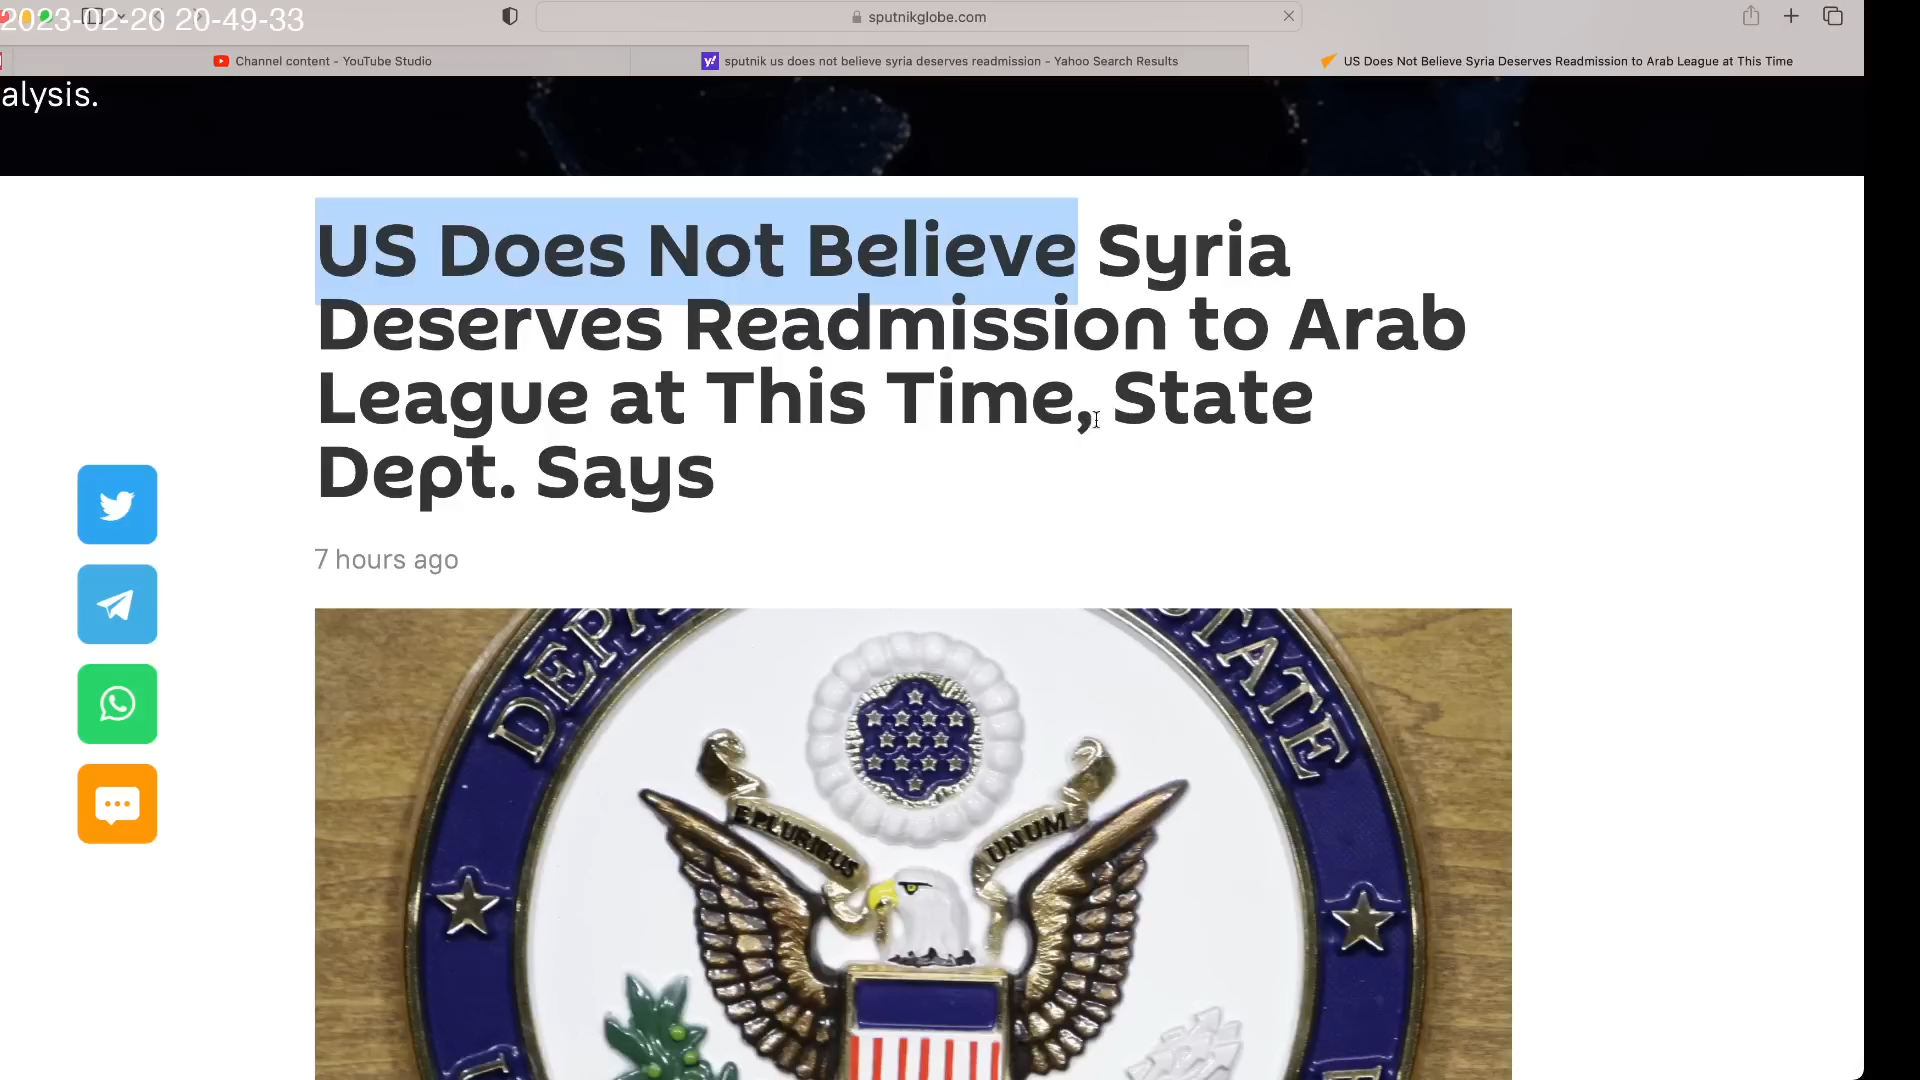 2023-02-20 20-49-33
sputnikglobe.com
Channel content - YouTube Studio
sputnik us does not believe syria deserves readmission - Yahoo Search Results
US Does Not Believe Syria Deserves Readmission to Arab League at This Time
alysis.
US Does Not Believe Syria
Deserves Readmission to Arab
League at This Time, State
Dept. Says
7 hours ago
DEPA
STATE
E PLURIBUS
UNUM